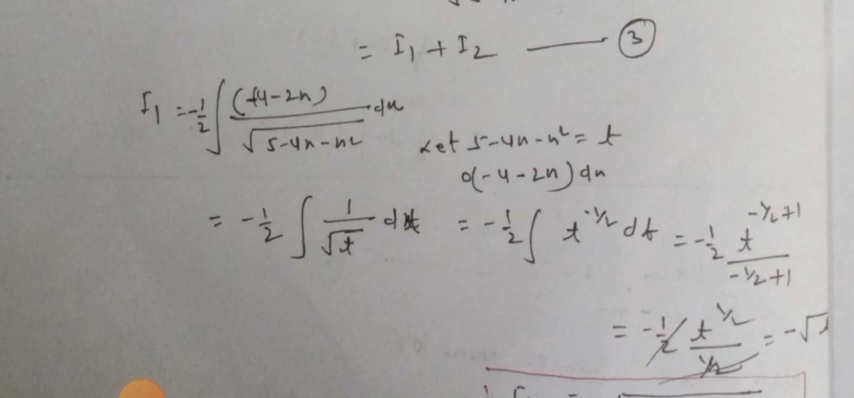 = I₁ + I₂ —— ③
I₁ = -1/2 ∫ (-4-2x)/√(5-4x-x²) dx
Let 5-4x-x² = t
0(-4-2x) dx
= -1/2 ∫ 1/√t dt = -1/2 ∫ t^(-1/2) dt = -1/2 t^(-1/2+1)/(-1/2+1)
= -1/2 t^(1/2)/(1/2) = -√